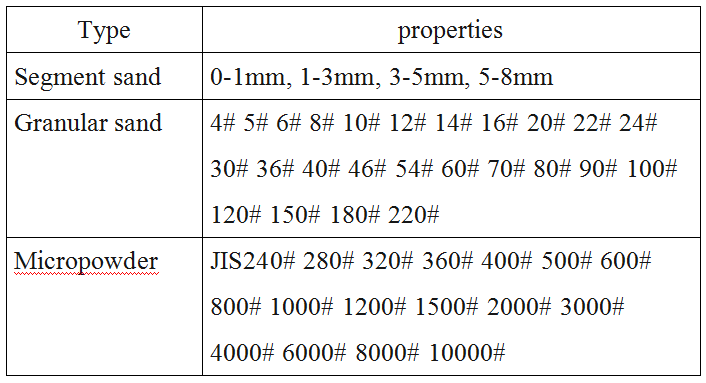 Type properties
Segment sand 0-1mm, 1-3mm, 3-5mm, 5-8mm
Granular sand 4# 5# 6# 8# 10# 12# 14# 16# 20# 22# 24#
30# 36# 40# 46# 54# 60# 70# 80# 90# 100#
120# 150# 180# 220#
Micropowder JIS240# 280# 320# 360# 400# 500# 600#
800# 1000# 1200# 1500# 2000# 3000#
4000# 6000# 8000# 10000#